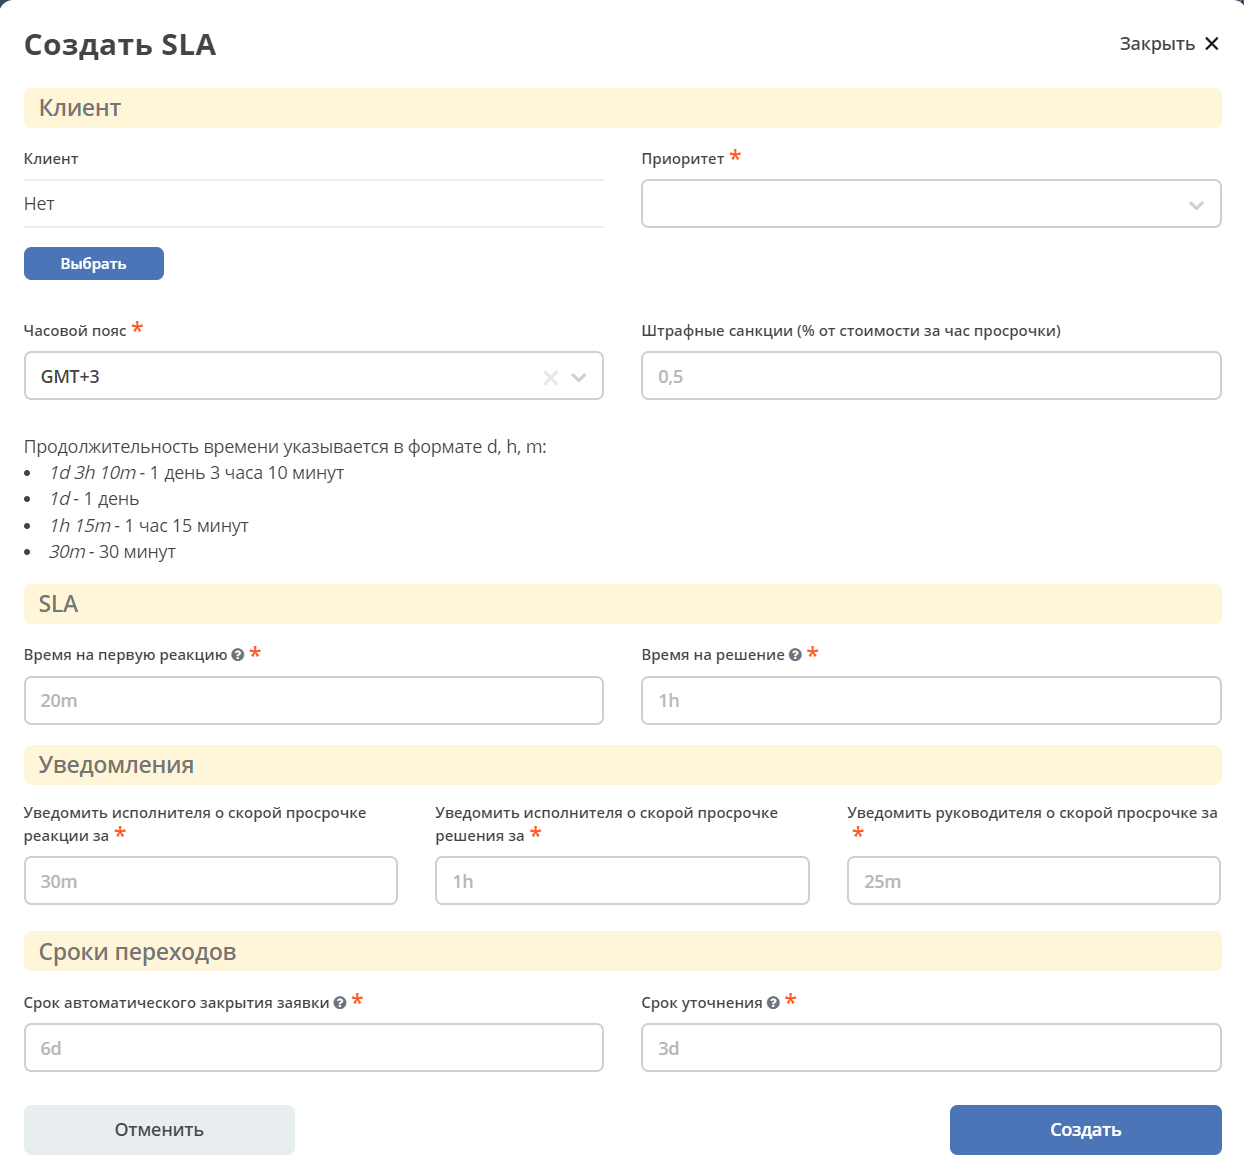 Создать SLA
Закрыть
Клиент
Клиент
Приоритет *
Нет
Выбрать
Часовой пояс *
Штрафные санкции (% от стоимости за час просрочки)
GMT+3
0,5
Продолжительность времени указывается в формате d, h, m:
• 1d 3h 10m - 1 день 3 часа 10 минут
• 1d - 1 день
• 1h 15m - 1 час 15 минут
• 30m - 30 минут
SLA
Время на первую реакцию ? *
Время на решение ? *
20m
1h
Уведомления
Уведомить исполнителя о скорой просрочке
реакции за *
Уведомить исполнителя о скорой просрочке
решения за *
Уведомить руководителя о скорой просрочке за
*
30m
1h
25m
Сроки переходов
Срок автоматического закрытия заявки ? *
Срок уточнения ? *
6d
3d
Отменить
Создать